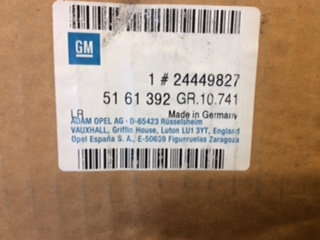 GM
1 # 24449827
51 61 392 GR.10.741
LR Made in Germany
ADAM OPEL AG - D-65423 Rüsselsheim
VAUXHALL, Griffin House, Luton LU1 3YT, England
Opel España S. A., E-50639 Figueruelas Zaragoza